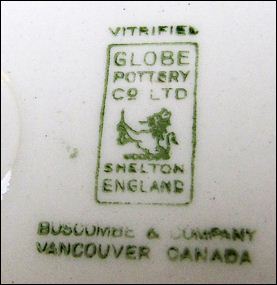 VITRIFIED
GLOBE
POTTERY
CO LTD
SHELTON
ENGLAND
BUSCOMBE & COMPANY
VANCOUVER CANADA